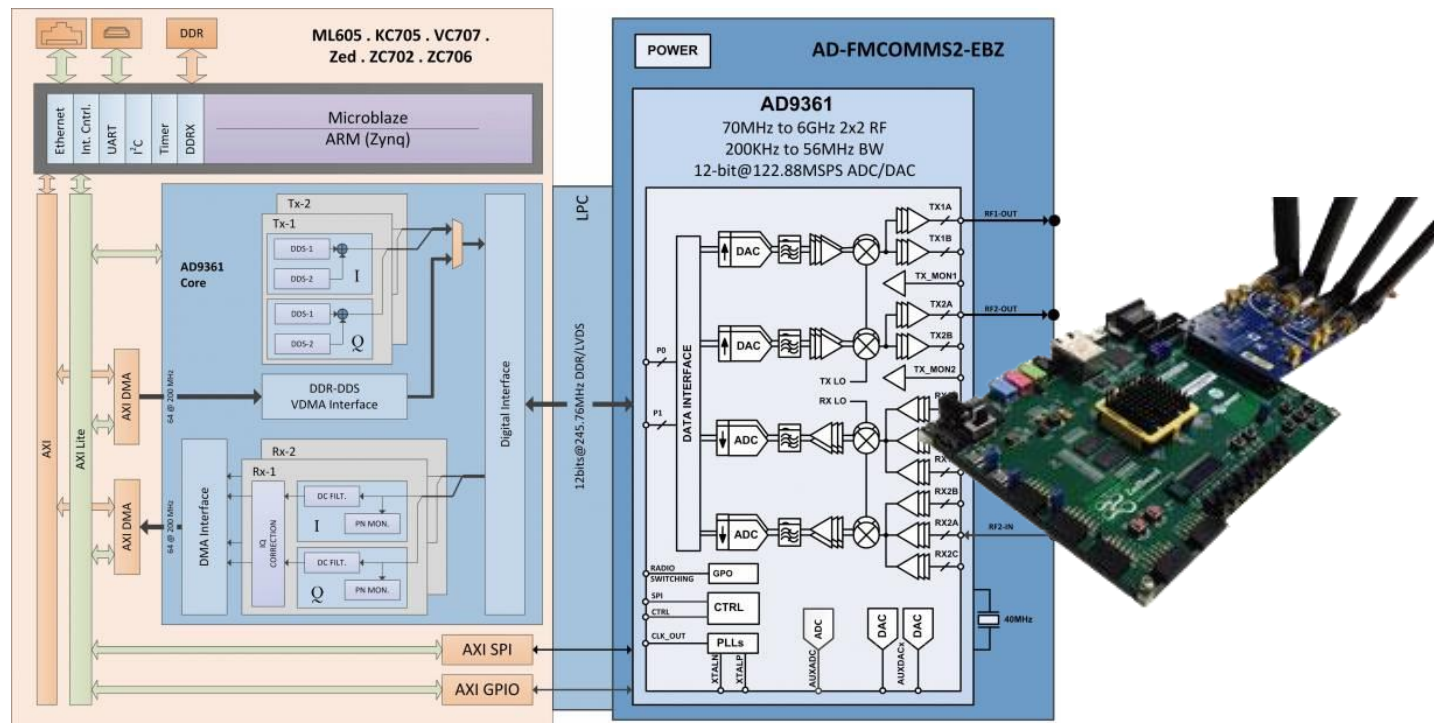 DDR
ML605 . KC705 . VC707 .
Zed . ZC702 . ZC706
Ethernet
Int. Cntrl.
UART
I²C
Timer
DDRX
Microblaze
ARM (Zynq)
AXI
AXI Lite
AD9361
Core
Tx-2
Tx-1
DDS-1
DDS-2
I
DDS-1
DDS-2
Q
AXI DMA
64 @ 200 MHz
DDR-DDS
VDMA Interface
Digital Interface
AXI DMA
64 @ 200 MHz
DMA Interface
Rx-2
Rx-1
IQ
CORRECTION
DC FILT.
I
PN MON.
DC FILT.
Q
PN MON.
AXI SPI
AXI GPIO
LPC
12bits@245.76MHz DDR/LVDS
POWER
AD-FMCOMMS2-EBZ
AD9361
70MHz to 6GHz 2x2 RF
200KHz to 56MHz BW
12-bit@122.88MSPS ADC/DAC
P0
P1
DATA INTERFACE
DAC
TX1A
RF1-OUT
TX1B
TX_MON1
DAC
TX2A
RF2-OUT
TX2B
TX LO
TX_MON2
RX LO
ADC
ADC
RX2B
RX2A
RF2-IN
RX2C
RADIO
SWITCHING
GPO
SPI
CTRL
CTRL
CLK_OUT
PLLs
XTALN
XTALP
ADC
AUXADC
DAC
DAC
AUXDACx
40MHz